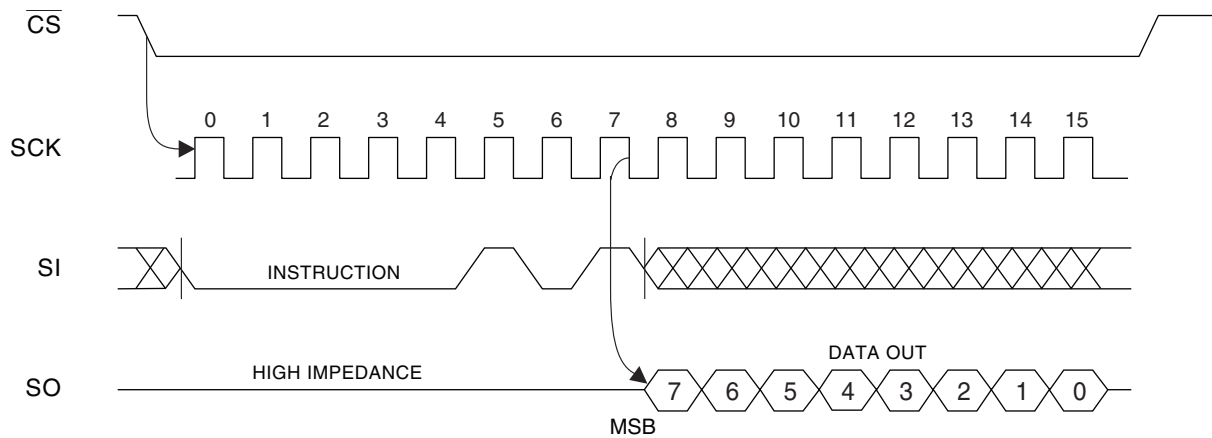 CS
0 1 2 3 4 5 6 7 8 9 10 11 12 13 14 15
SCK
SI
INSTRUCTION
DATA OUT
HIGH IMPEDANCE
SO
7 6 5 4 3 2 1 0
MSB